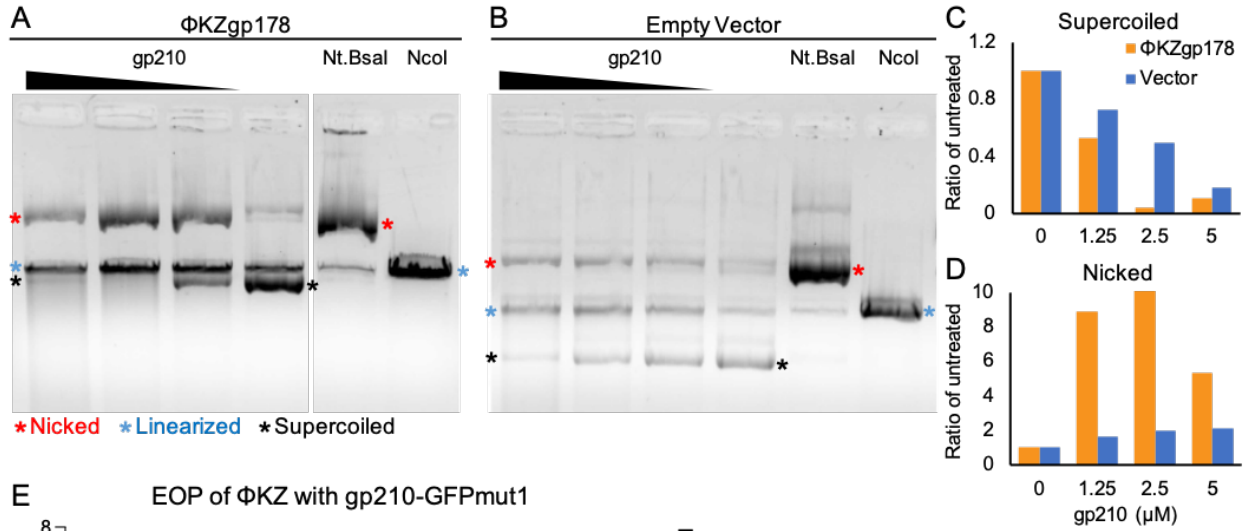 A
ΦKZgp178
gp210
Nt.BsaI NcoI
* * *
* *
* *
*Nicked *Linearized *Supercoiled
B
Empty Vector
gp210
Nt.BsaI NcoI
* *
* *
* *
C
Supercoiled
Ratio of untreated
1.2
0.8
0.4
0
ΦKZgp178
Vector
0 1.25 2.5 5
D
Nicked
Ratio of untreated
10
8
6
4
2
0
0 1.25 2.5 5
gp210 (μM)
E
EOP of ΦKZ with gp210-GFPmut1
8